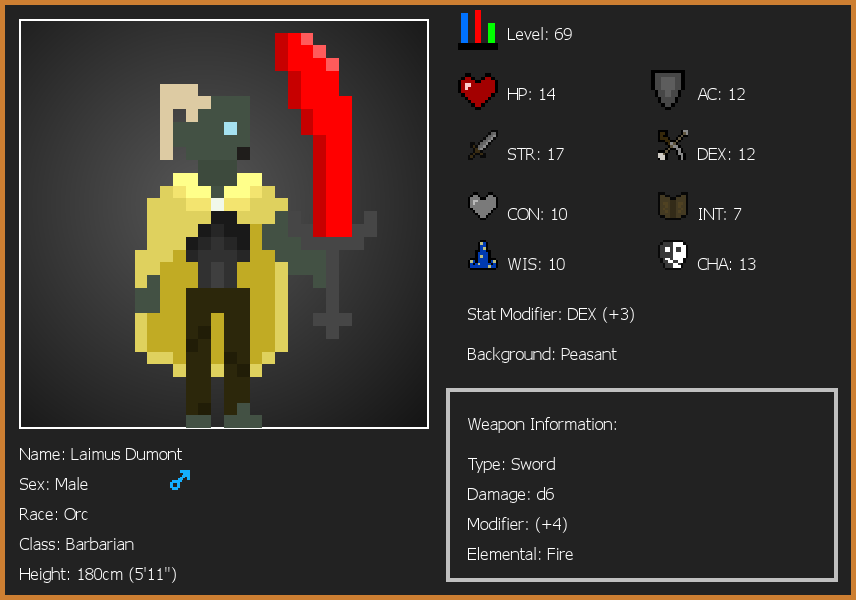 Level: 69
HP: 14
AC: 12
STR: 17
DEX: 12
CON: 10
INT: 7
WIS: 10
CHA: 13
Stat Modifier: DEX (+3)
Background: Peasant
Weapon Information:
Type: Sword
Damage: d6
Modifier: (+4)
Elemental: Fire
Name: Laimus Dumont
Sex: Male
Race: Orc
Class: Barbarian
Height: 180cm (5'11")